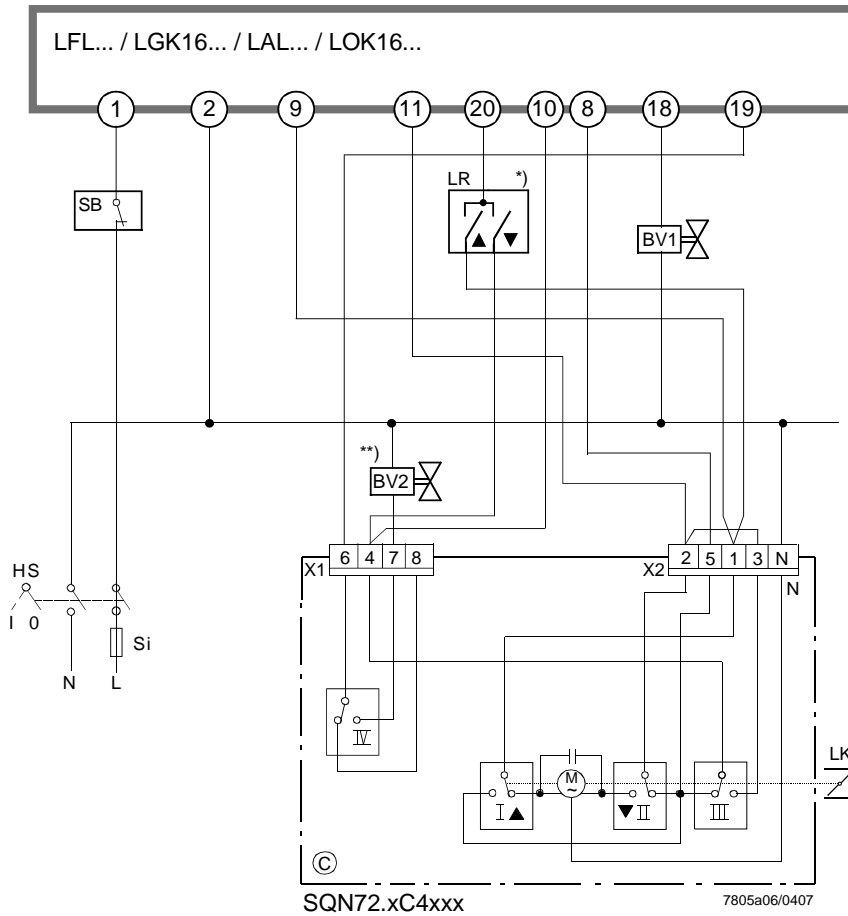 LFL... / LGK16... / LAL... / LOK16...
1 2 9 11 20 10 8 18 19
LR *)
SB
BV1
**)
BV2
6 4 7 8
2 5 1 3 N
X1
X2
N
HS
I 0
Si
N L
IV
LK
M
~
I ▲
▼ II
III
C
SQN72.xC4xxx
7805a06/0407